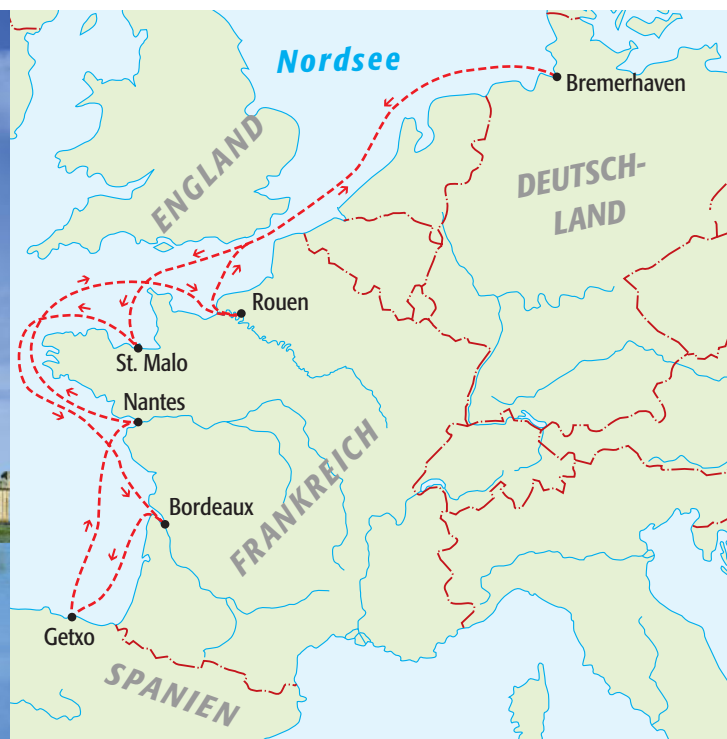 Nordsee
Bremerhaven
ENGLAND
DEUTSCH-
LAND
Rouen
St. Malo
Nantes
FRANKREICH
Bordeaux
Getxo
SPANIEN